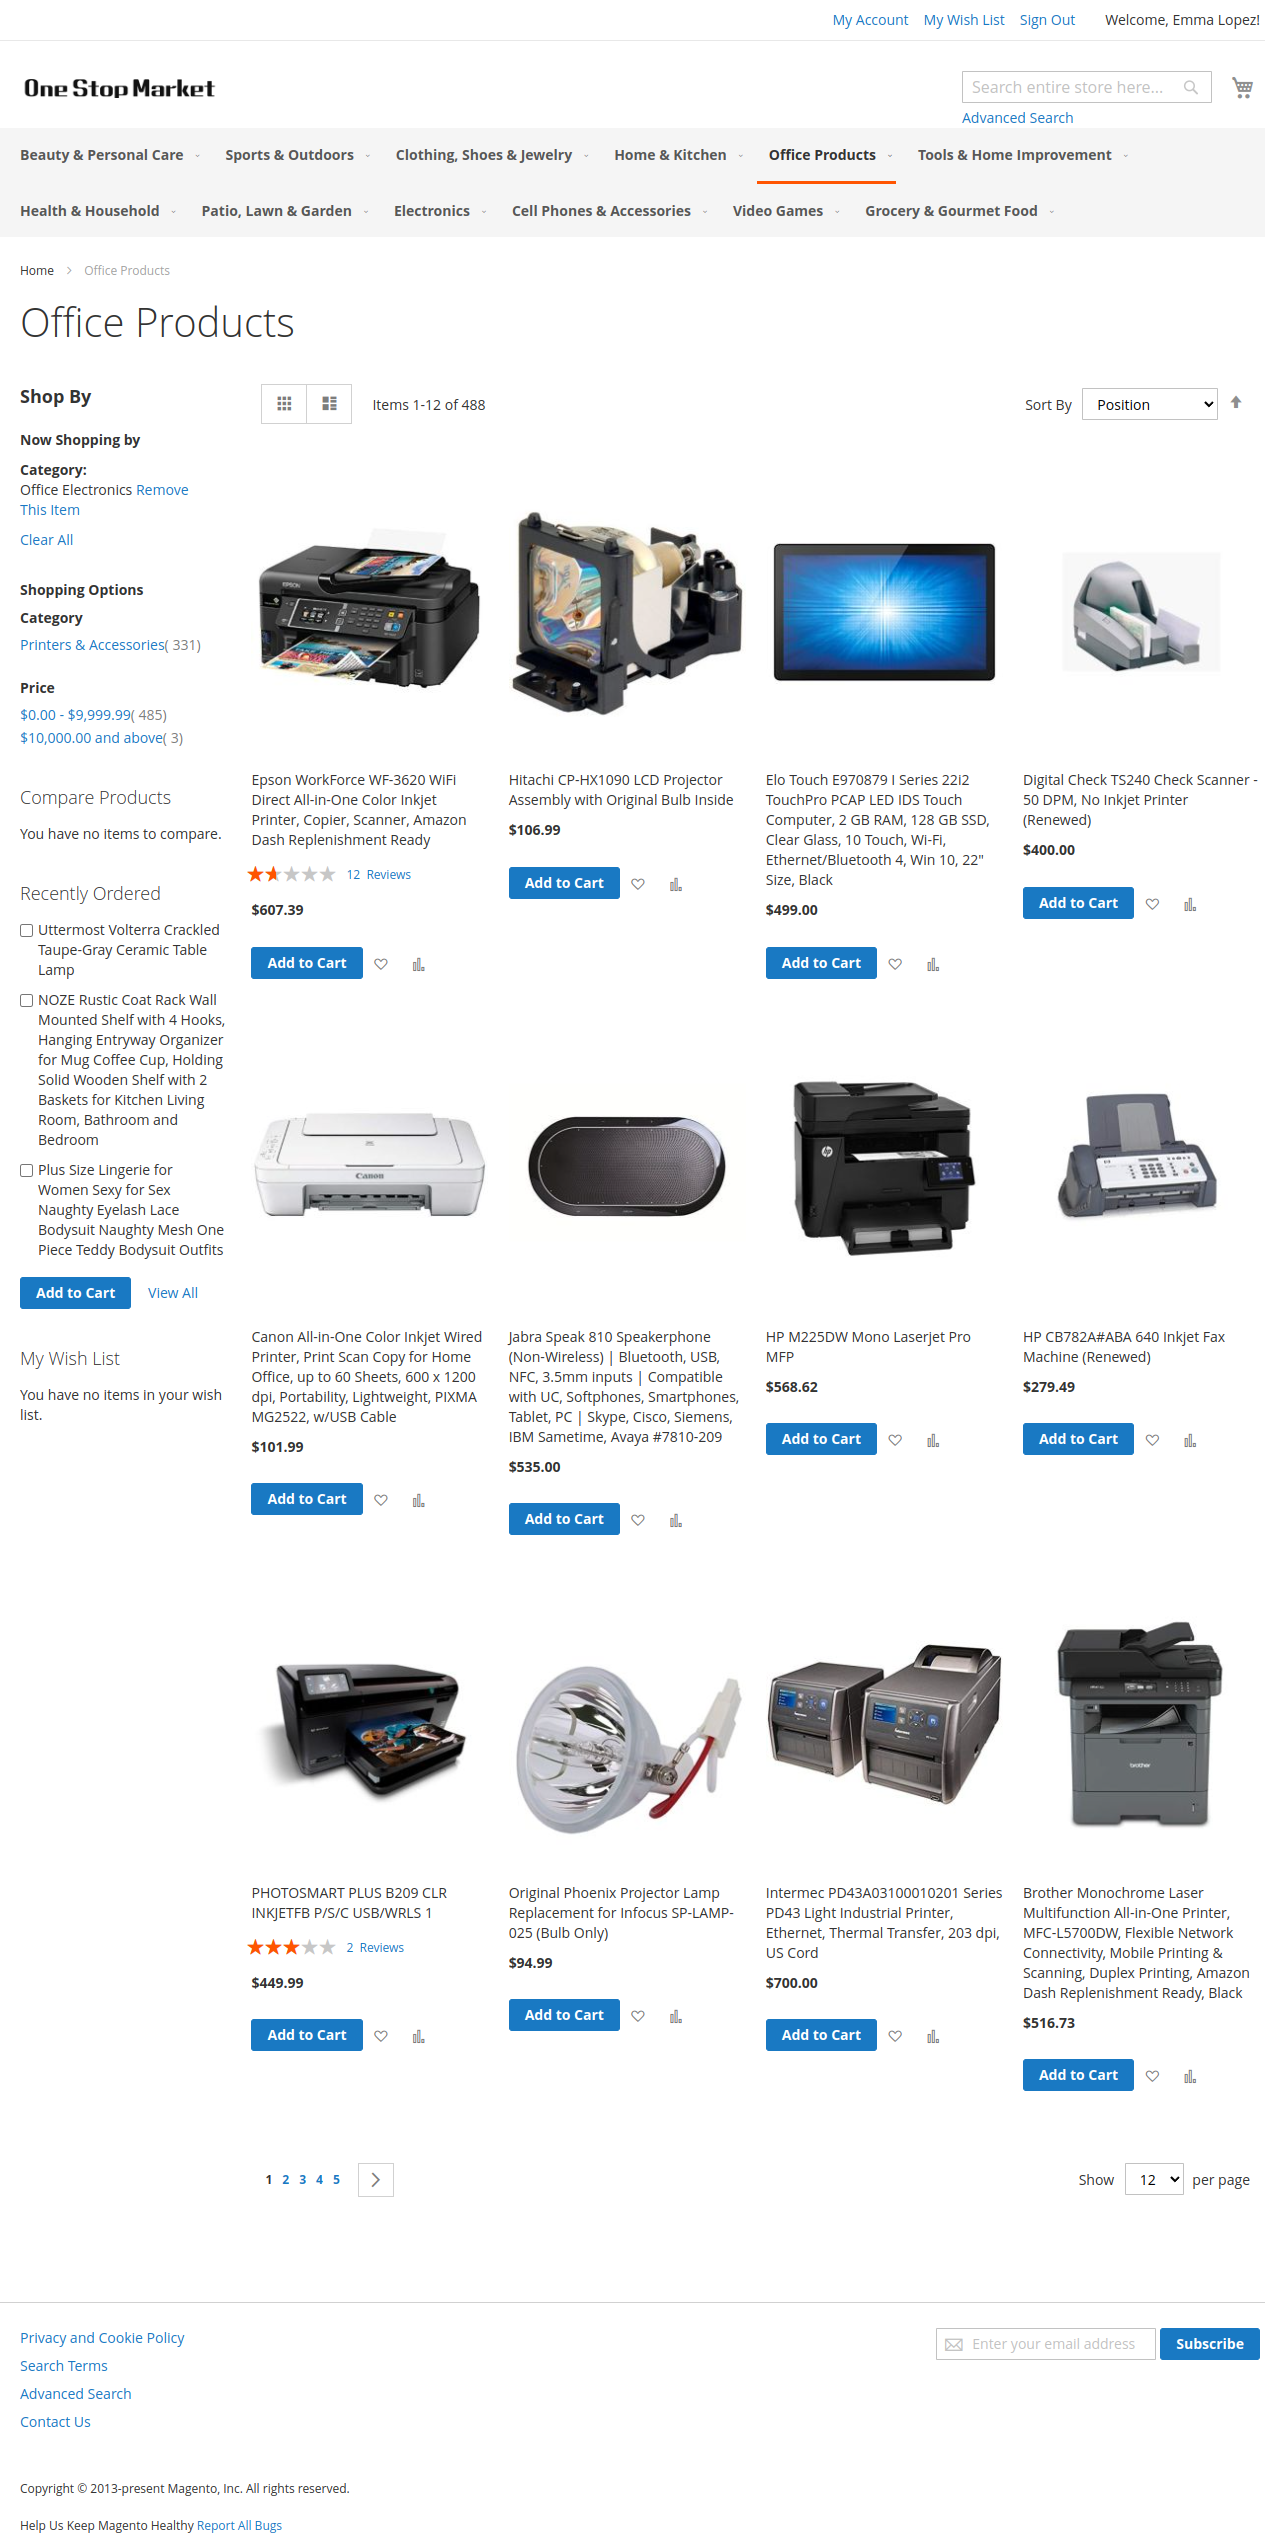 My Account My Wish List Sign Out Welcome, Emma Lopez!
One Stop Market
Search entire store here...
Advanced Search
Beauty & Personal Care Sports & Outdoors Clothing, Shoes & Jewelry Home & Kitchen Office Products Tools & Home Improvement
Health & Household Patio, Lawn & Garden Electronics Cell Phones & Accessories Video Games Grocery & Gourmet Food
Home Office Products
Office Products
Shop By
Now Shopping by
Category:
Office Electronics Remove
This Item
Clear All
Shopping Options
Category
Printers & Accessories( 331)
Price
$0.00 - $9,999.99( 485)
$10,000.00 and above( 3)
Compare Products
You have no items to compare.
Recently Ordered
Uttermost Volterra Crackled
Taupe-Gray Ceramic Table
Lamp
NOZE Rustic Coat Rack Wall
Mounted Shelf with 4 Hooks,
Hanging Entryway Organizer
for Mug Coffee Cup, Holding
Solid Wooden Shelf with 2
Baskets for Kitchen Living
Room, Bathroom and
Bedroom
Plus Size Lingerie for
Women Sexy for Sex
Naughty Eyelash Lace
Bodysuit Naughty Mesh One
Piece Teddy Bodysuit Outfits
Add to Cart View All
My Wish List
You have no items in your wish
list.
Items 1-12 of 488
Sort By Position
EPSON
Epson WorkForce WF-3620 WiFi
Direct All-in-One Color Inkjet
Printer, Copier, Scanner, Amazon
Dash Replenishment Ready
12 Reviews
$607.39
Add to Cart
Hitachi CP-HX1090 LCD Projector
Assembly with Original Bulb Inside
$106.99
Add to Cart
Elo Touch E970879 I Series 22i2
TouchPro PCAP LED IDS Touch
Computer, 2 GB RAM, 128 GB SSD,
Clear Glass, 10 Touch, Wi-Fi,
Ethernet/Bluetooth 4, Win 10, 22"
Size, Black
$499.00
Add to Cart
Digital Check TS240 Check Scanner -
50 DPM, No Inkjet Printer
(Renewed)
$400.00
Add to Cart
Canon
Canon All-in-One Color Inkjet Wired
Printer, Print Scan Copy for Home
Office, up to 60 Sheets, 600 x 1200
dpi, Portability, Lightweight, PIXMA
MG2522, w/USB Cable
$101.99
Add to Cart
Jabra Speak 810 Speakerphone
(Non-Wireless) | Bluetooth, USB,
NFC, 3.5mm inputs | Compatible
with UC, Softphones, Smartphones,
Tablet, PC | Skype, Cisco, Siemens,
IBM Sametime, Avaya #7810-209
$535.00
Add to Cart
hp
HP M225DW Mono Laserjet Pro
MFP
$568.62
Add to Cart
HP CB782A#ABA 640 Inkjet Fax
Machine (Renewed)
$279.49
Add to Cart
PHOTOSMART PLUS B209 CLR
INKJETFB P/S/C USB/WRLS 1
2 Reviews
$449.99
Add to Cart
Original Phoenix Projector Lamp
Replacement for Infocus SP-LAMP-
025 (Bulb Only)
$94.99
Add to Cart
Intermec PD43A03100010201 Series
PD43 Light Industrial Printer,
Ethernet, Thermal Transfer, 203 dpi,
US Cord
$700.00
Add to Cart
brother
Brother Monochrome Laser
Multifunction All-in-One Printer,
MFC-L5700DW, Flexible Network
Connectivity, Mobile Printing &
Scanning, Duplex Printing, Amazon
Dash Replenishment Ready, Black
$516.73
Add to Cart
1 2 3 4 5
Show 12 per page
Privacy and Cookie Policy
Search Terms
Advanced Search
Contact Us
Enter your email address Subscribe
Copyright © 2013-present Magento, Inc. All rights reserved.
Help Us Keep Magento Healthy Report All Bugs